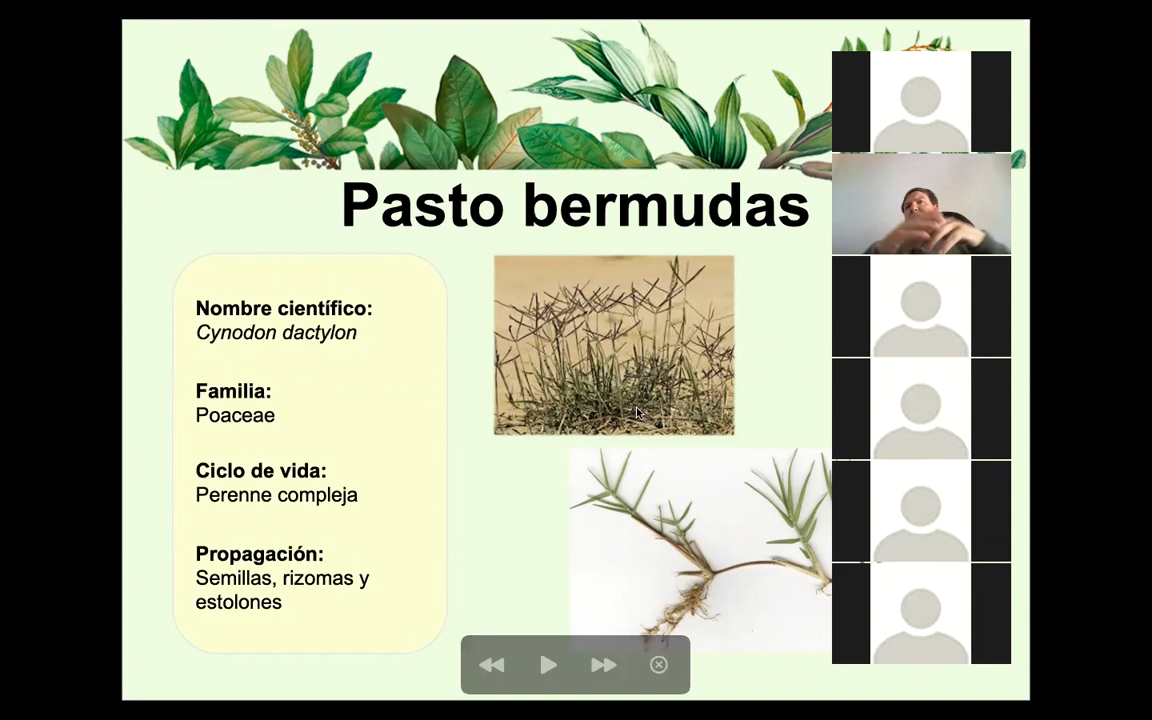 Pasto bermudas
Nombre científico:
Cynodon dactylon
Familia:
Poaceae
Ciclo de vida:
Perenne compleja
Propagación:
Semillas, rizomas y
estolones